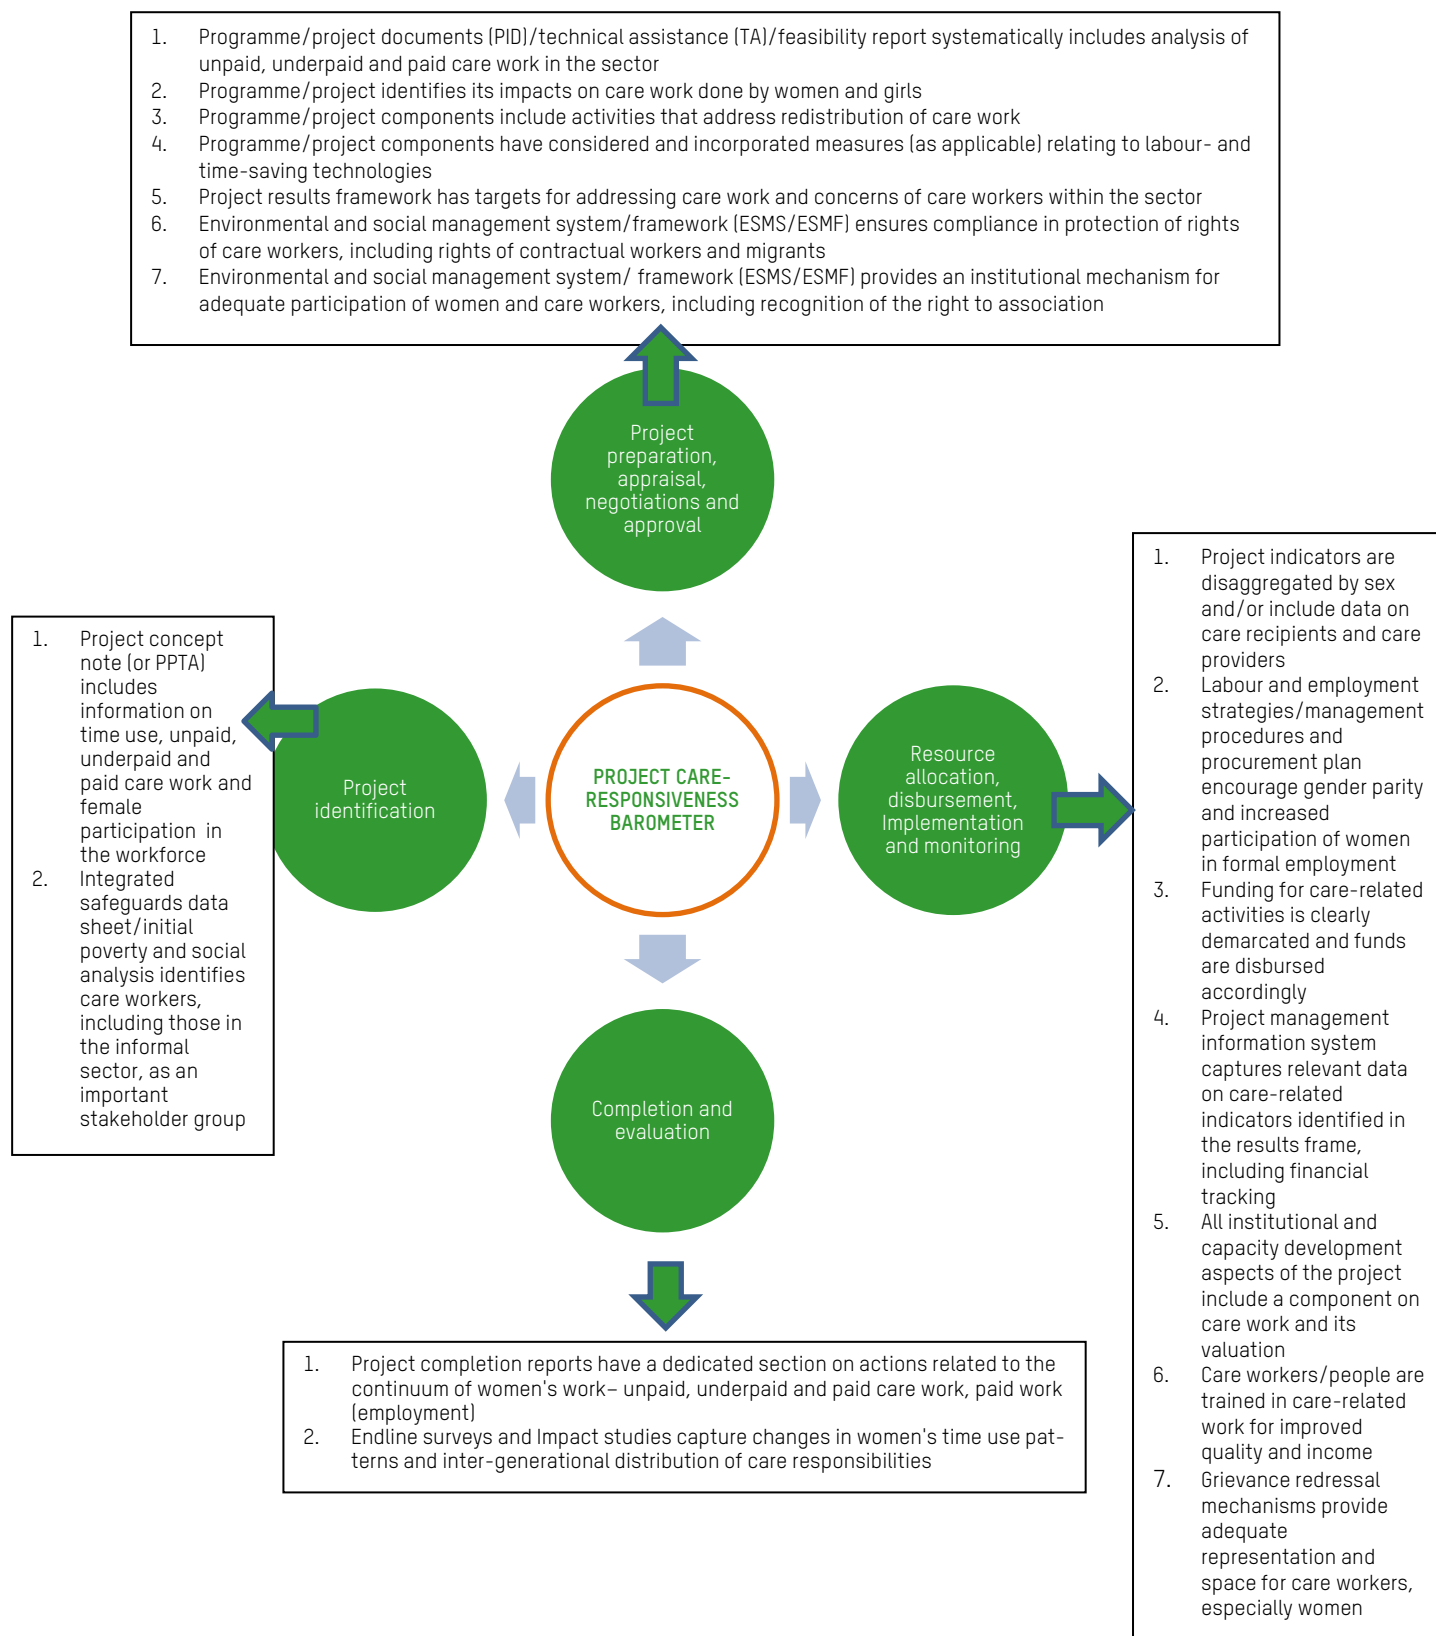 1. Programme/project documents (PID)/technical assistance (TA)/feasibility report systematically includes analysis of
unpaid, underpaid and paid care work in the sector
2. Programme/project identifies its impacts on care work done by women and girls
3. Programme/project components include activities that address redistribution of care work
4. Programme/project components have considered and incorporated measures (as applicable) relating to labour- and
time-saving technologies
5. Project results framework has targets for addressing care work and concerns of care workers within the sector
6. Environmental and social management system/framework (ESMS/ESMF) ensures compliance in protection of rights
of care workers, including rights of contractual workers and migrants
7. Environmental and social management system/ framework (ESMS/ESMF) provides an institutional mechanism for
adequate participation of women and care workers, including recognition of the right to association
Project
preparation,
appraisal,
negotiations and
approval
1. Project concept
note (or PPTA)
includes
information on
time use, unpaid,
underpaid and
paid care work and
female
participation in
the workforce
2. Integrated
safeguards data
sheet/initial
poverty and social
analysis identifies
care workers,
including those in
the informal
sector, as an
important
stakeholder group
Project
identification
PROJECT CARE-
RESPONSIVENESS
BAROMETER
Resource
allocation,
disbursement,
Implementation
and monitoring
1. Project indicators are
disaggregated by sex
and/or include data on
care recipients and care
providers
2. Labour and employment
strategies/management
procedures and
procurement plan
encourage gender parity
and increased
participation of women
in formal employment
3. Funding for care-related
activities is clearly
demarcated and funds
are disbursed
accordingly
4. Project management
information system
captures relevant data
on care-related
indicators identified in
the results frame,
including financial
tracking
5. All institutional and
capacity development
aspects of the project
include a component on
care work and its
valuation
6. Care workers/people are
trained in care-related
work for improved
quality and income
7. Grievance redressal
mechanisms provide
adequate
representation and
space for care workers,
especially women
Completion and
evaluation
1. Project completion reports have a dedicated section on actions related to the
continuum of women's work– unpaid, underpaid and paid care work, paid work
(employment)
2. Endline surveys and Impact studies capture changes in women's time use pat-
terns and inter-generational distribution of care responsibilities